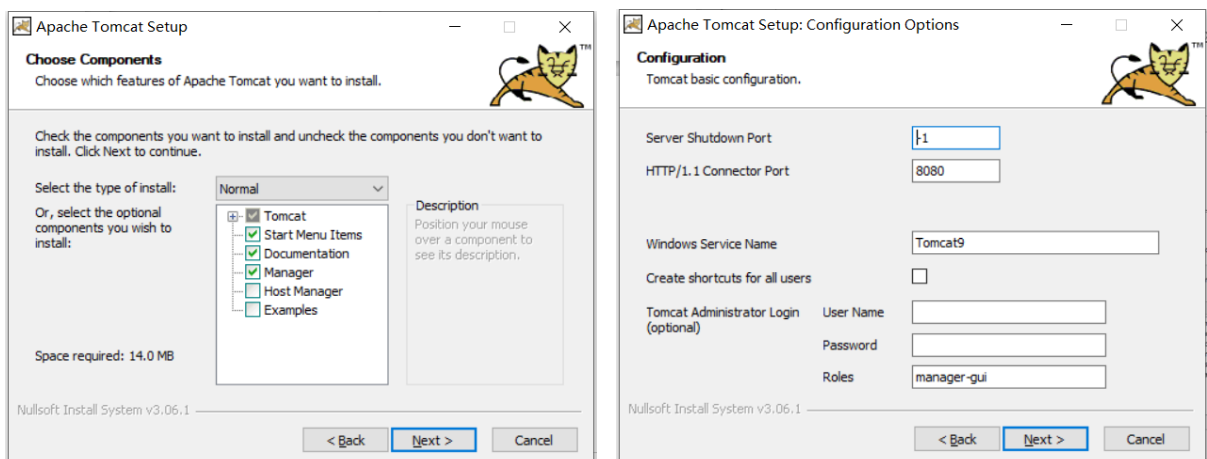 Apache Tomcat Setup
Choose Components
Choose which features of Apache Tomcat you want to install.
TM
Check the components you want to install and uncheck the components you don't want to
install. Click Next to continue.
Select the type of install:
Normal
Or, select the optional
components you wish to
install:
Tomcat
Start Menu Items
Documentation
Manager
Host Manager
Examples
Description
Position your mouse
over a component to
see its description.
Space required: 14.0 MB
Nullsoft Install System v3.06.1
< Back
Next >
Cancel
Apache Tomcat Setup: Configuration Options
Configuration
Tomcat basic configuration.
TM
Server Shutdown Port
-1
HTTP/1.1 Connector Port
8080
Windows Service Name
Tomcat9
Create shortcuts for all users
Tomcat Administrator Login
(optional)
User Name
Password
Roles
manager-gui
Nullsoft Install System v3.06.1
< Back
Next >
Cancel